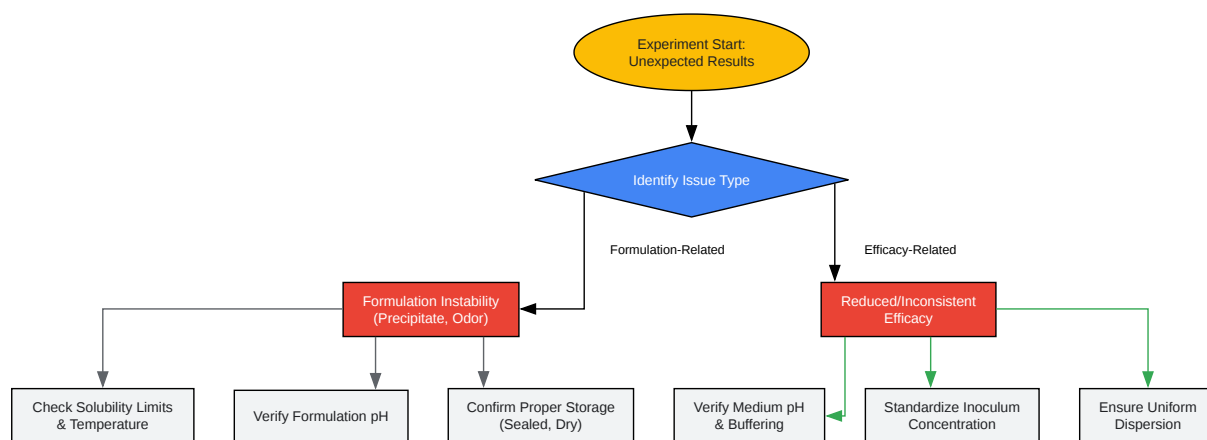 Experiment Start:
Unexpected Results
Identify Issue Type
Formulation-Related
Efficacy-Related
Formulation Instability
(Precipitate, Odor)
Reduced/Inconsistent
Efficacy
Check Solubility Limits
& Temperature
Verify Formulation pH
Confirm Proper Storage
(Sealed, Dry)
Verify Medium pH
& Buffering
Standardize Inoculum
Concentration
Ensure Uniform
Dispersion